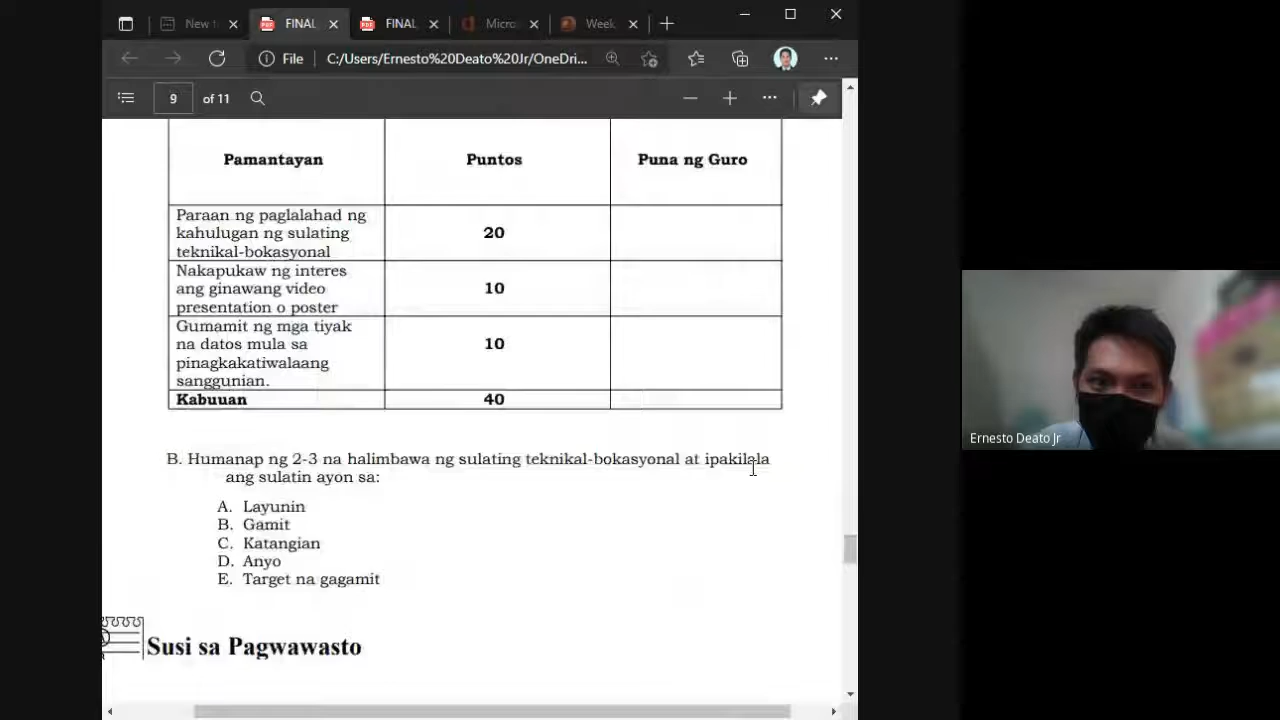 New t
FINAL
FINAL
Micro
Week
File
C:/Users/Ernesto%20Deato%20Jr/OneDri...
9 of 11
Pamantayan Puntos Puna ng Guro
Paraan ng paglalahad ng
kahulugan ng sulating
teknikal-bokasyonal
20
Nakapukaw ng interes
ang ginawang video
presentation o poster
10
Gumamit ng mga tiyak
na datos mula sa
pinagkakatiwalaang
sanggunian.
10
Kabuuan 40
B. Humanap ng 2-3 na halimbawa ng sulating teknikal-bokasyonal at ipakilala
ang sulatin ayon sa:
A. Layunin
B. Gamit
C. Katangian
D. Anyo
E. Target na gagamit
Susi sa Pagwawasto
Ernesto Deato Jr